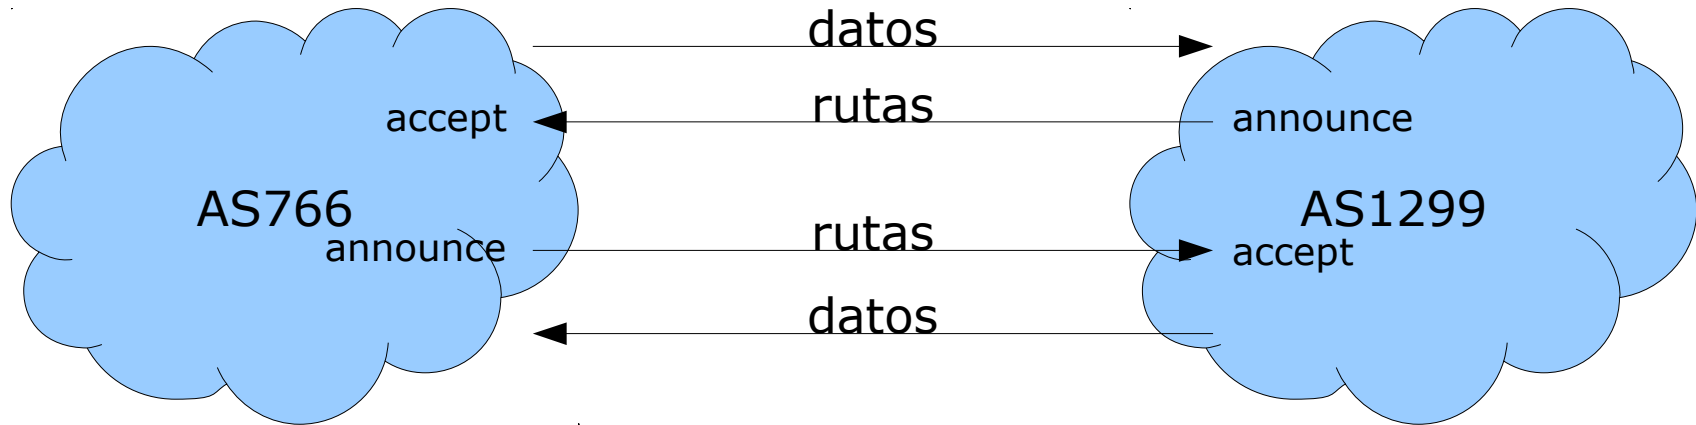 datos
accept rutas announce
AS766 AS1299
announce rutas accept
datos